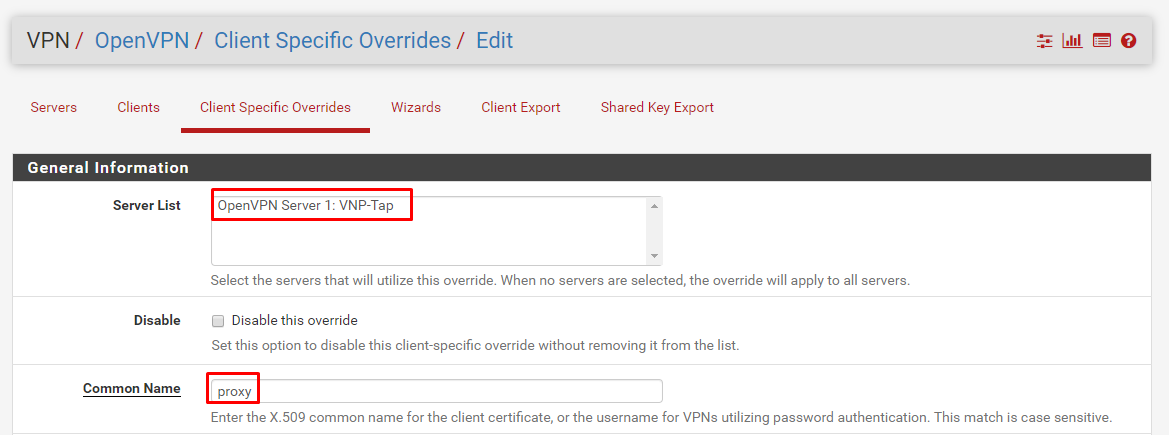 VPN / OpenVPN / Client Specific Overrides / Edit
Servers Clients Client Specific Overrides Wizards Client Export Shared Key Export
General Information
Server List
OpenVPN Server 1: VNP-Tap
Select the servers that will utilize this override. When no servers are selected, the override will apply to all servers.
Disable
Disable this override
Set this option to disable this client-specific override without removing it from the list.
Common Name
proxy
Enter the X.509 common name for the client certificate, or the username for VPNs utilizing password authentication. This match is case sensitive.